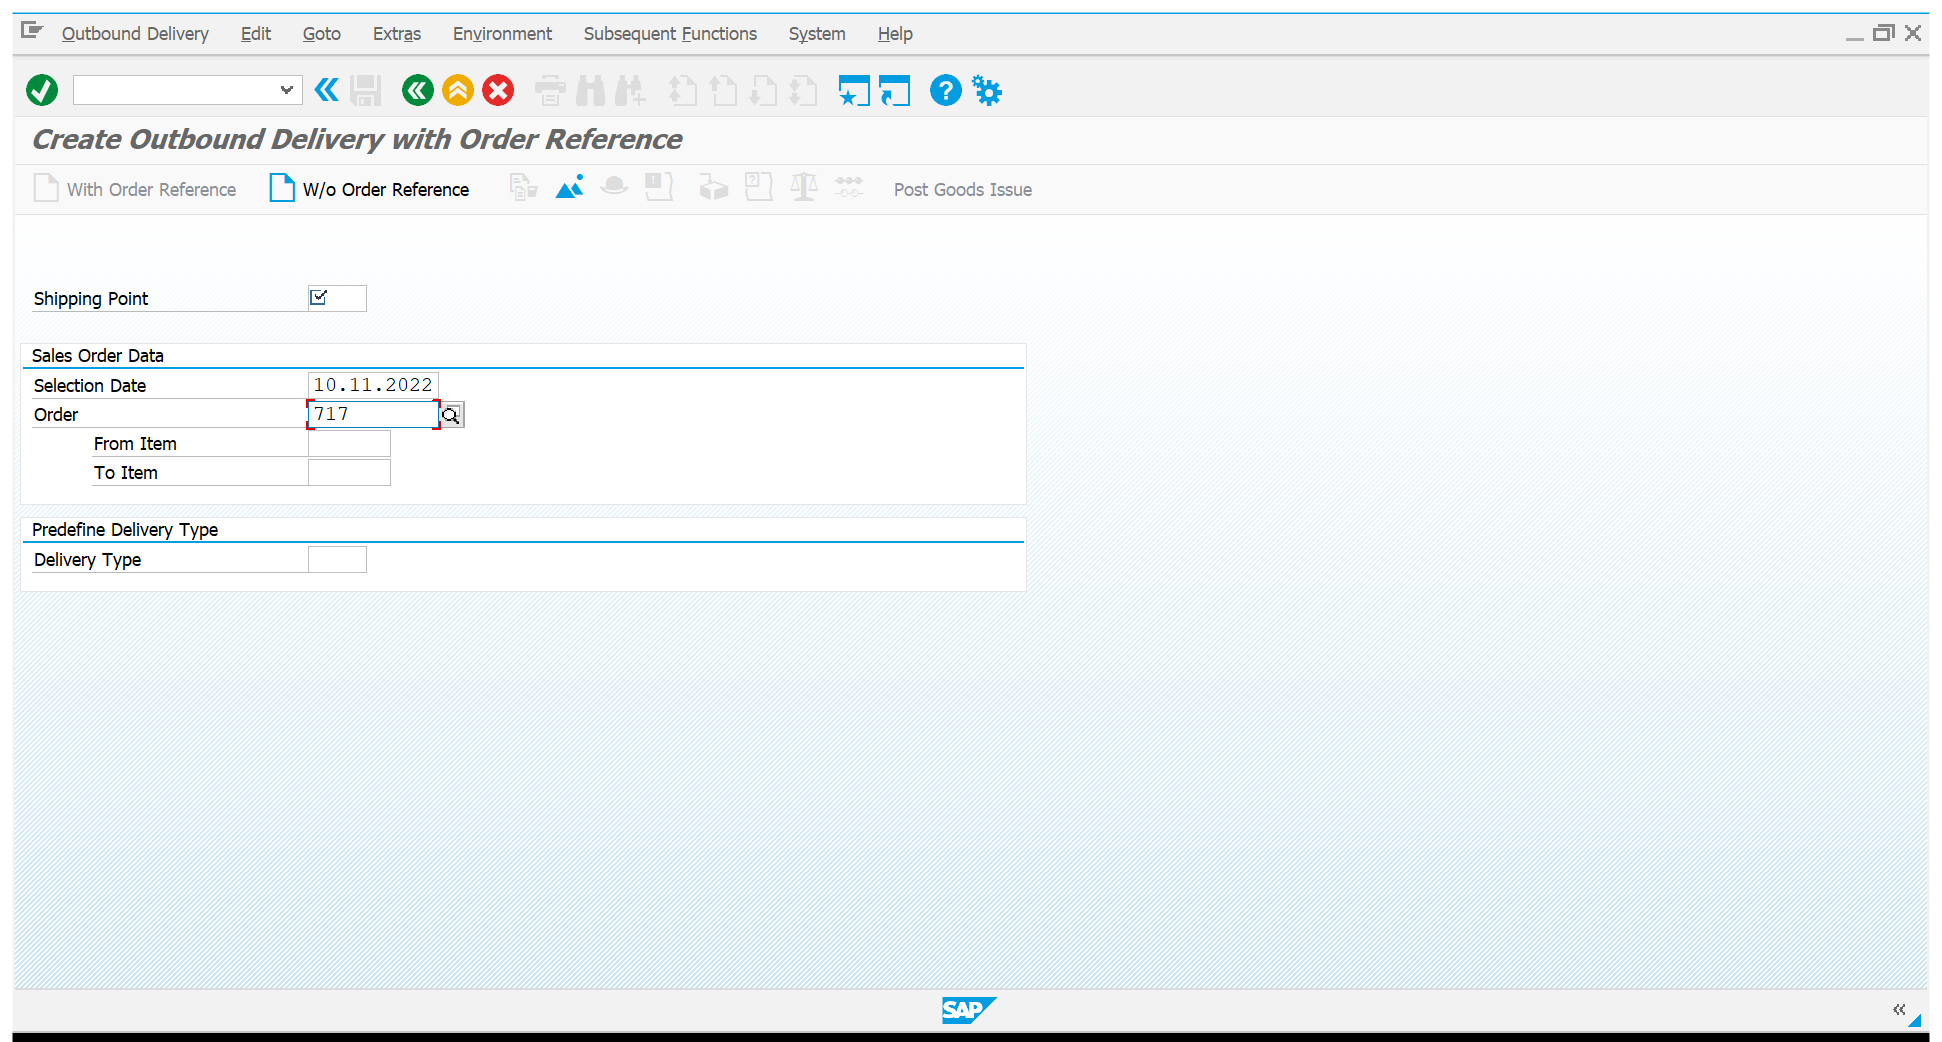 Outbound Delivery Edit Goto Extras Environment Subsequent Functions System Help
Create Outbound Delivery with Order Reference
With Order Reference W/o Order Reference Post Goods Issue
Shipping Point
Sales Order Data
Selection Date 10.11.2022
Order 717
From Item
To Item
Predefine Delivery Type
Delivery Type
SAP